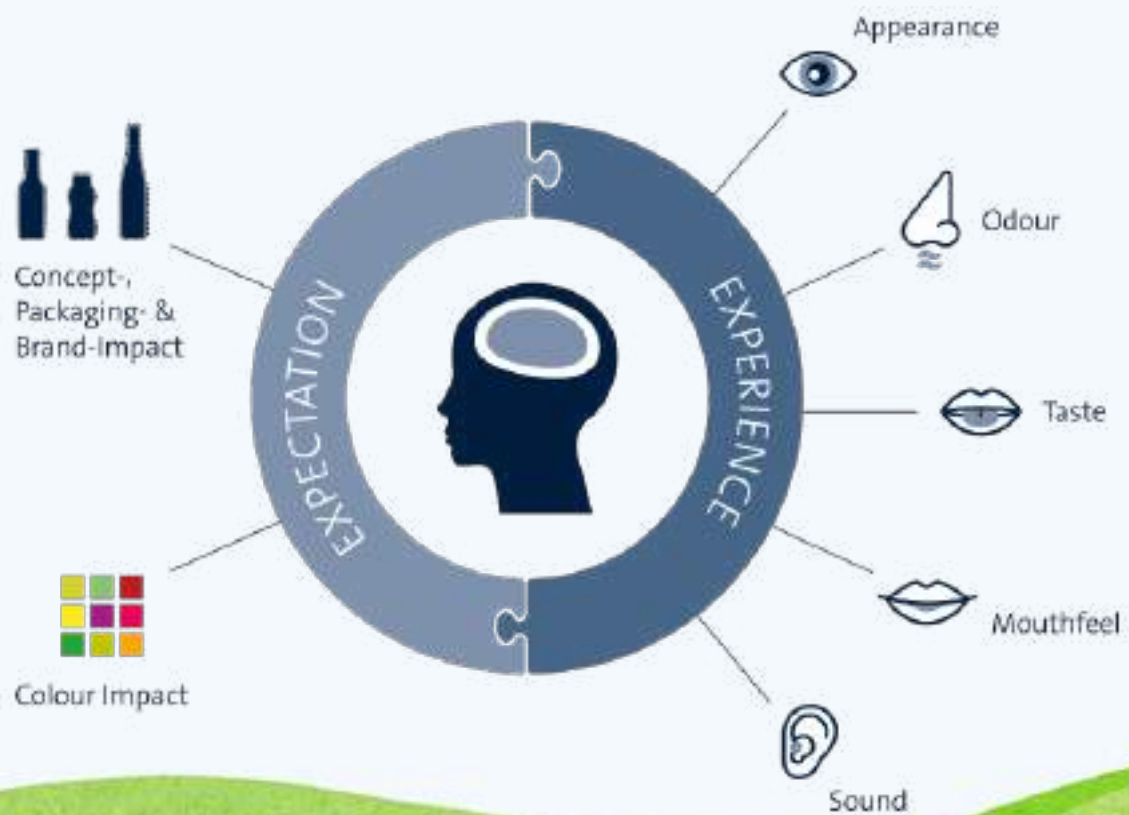 Appearance
Odour
Concept-,
Packaging- &
Brand-Impact
EXPECTATION
EXPERIENCE
Taste
Mouthfeel
Colour Impact
Sound